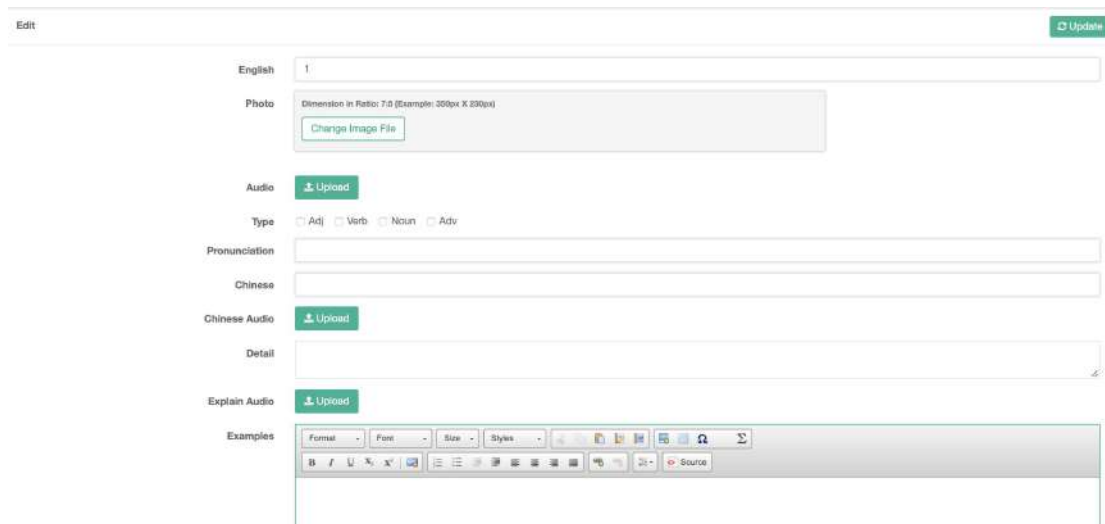 Edit
Update
English
1
Photo
Dimension in Ratio: 7:5 (Example: 350px X 250px)
Change Image File
Audio
Upload
Type
Adj Verb Noun Adv
Pronunciation
Chinese
Chinese Audio
Upload
Detail
Explain Audio
Upload
Examples
Format Font Size Styles Ω Σ
B I U X₂ X² Source